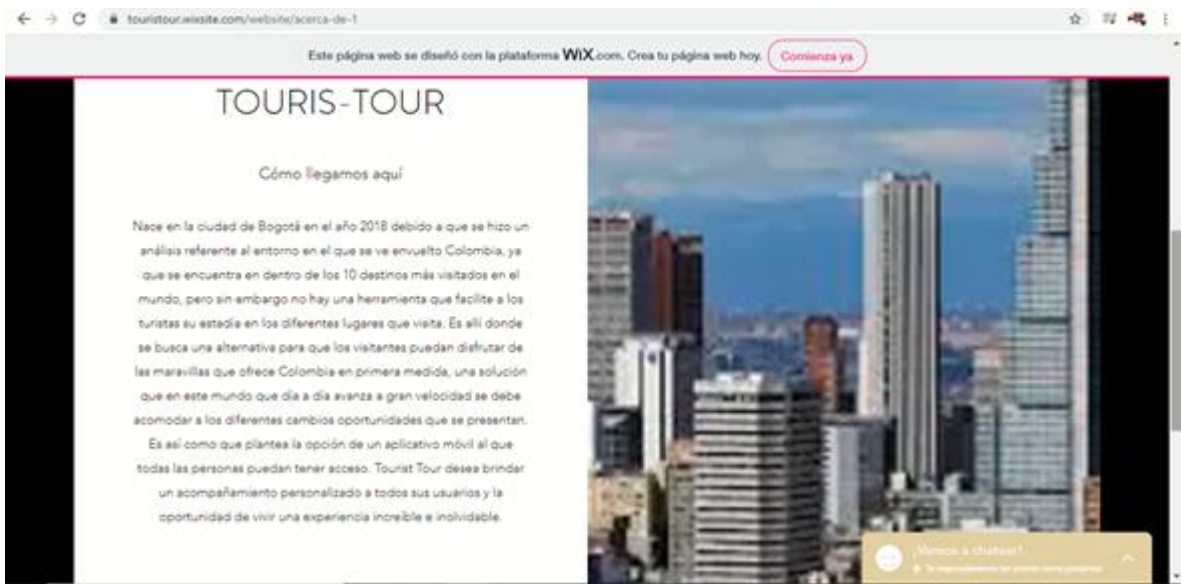 touristour.wixsite.com/website/acerca-de-1
Este página web se diseñó con la plataforma WiX.com. Crea tu página web hoy. Comienza ya
TOURIS-TOUR
Cómo llegamos aquí
Nace en la ciudad de Bogotá en el año 2018 debido a que se hizo un
análisis referente al entorno en el que se ve envuelto Colombia, ya
que se encuentra en dentro de los 10 destinos más visitados en el
mundo, pero sin embargo no hay una herramienta que facilite a los
turistas su estadía en los diferentes lugares que visita. Es allí donde
se busca una alternativa para que los visitantes puedan disfrutar de
las maravillas que ofrece Colombia en primera medida, una solución
que en este mundo que día a día avanza a gran velocidad se debe
acomodar a los diferentes cambios oportunidades que se presentan.
Es así como que plantea la opción de un aplicativo móvil al que
todas las personas puedan tener acceso. Tourist Tour desea brindar
un acompañamiento personalizado a todos sus usuarios y la
oportunidad de vivir una experiencia increíble e inolvidable.
¡Vamos a chatear!